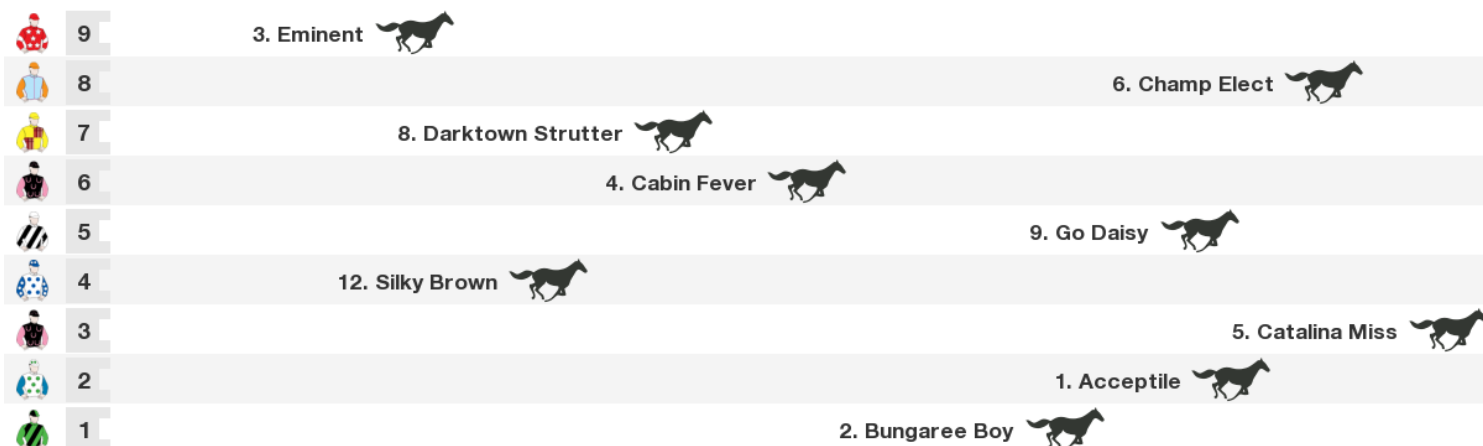 9 3. Eminent
8 6. Champ Elect
7 8. Darktown Strutter
6 4. Cabin Fever
5 9. Go Daisy
4 12. Silky Brown
3 5. Catalina Miss
2 1. Acceptile
1 2. Bungaree Boy